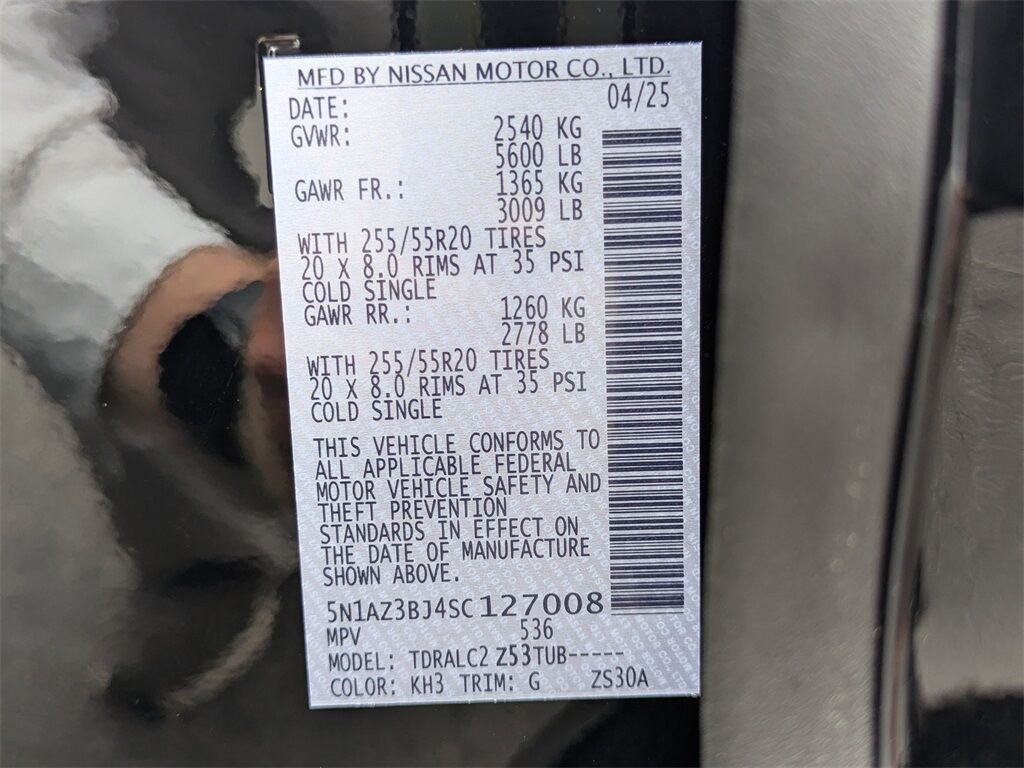 MFD BY NISSAN MOTOR CO., LTD.
DATE: 04/25
GVWR: 2540 KG
5600 LB
GAWR FR.: 1365 KG
3009 LB
WITH 255/55R20 TIRES
20 X 8.0 RIMS AT 35 PSI
COLD SINGLE
GAWR RR.: 1260 KG
2778 LB
WITH 255/55R20 TIRES
20 X 8.0 RIMS AT 35 PSI
COLD SINGLE
THIS VEHICLE CONFORMS TO
ALL APPLICABLE FEDERAL
MOTOR VEHICLE SAFETY AND
THEFT PREVENTION
STANDARDS IN EFFECT ON
THE DATE OF MANUFACTURE
SHOWN ABOVE.
5N1AZ3BJ4SC127008
MPV 536
MODEL: TDRALC2 Z53TUB-----
COLOR: KH3 TRIM: G ZS30A